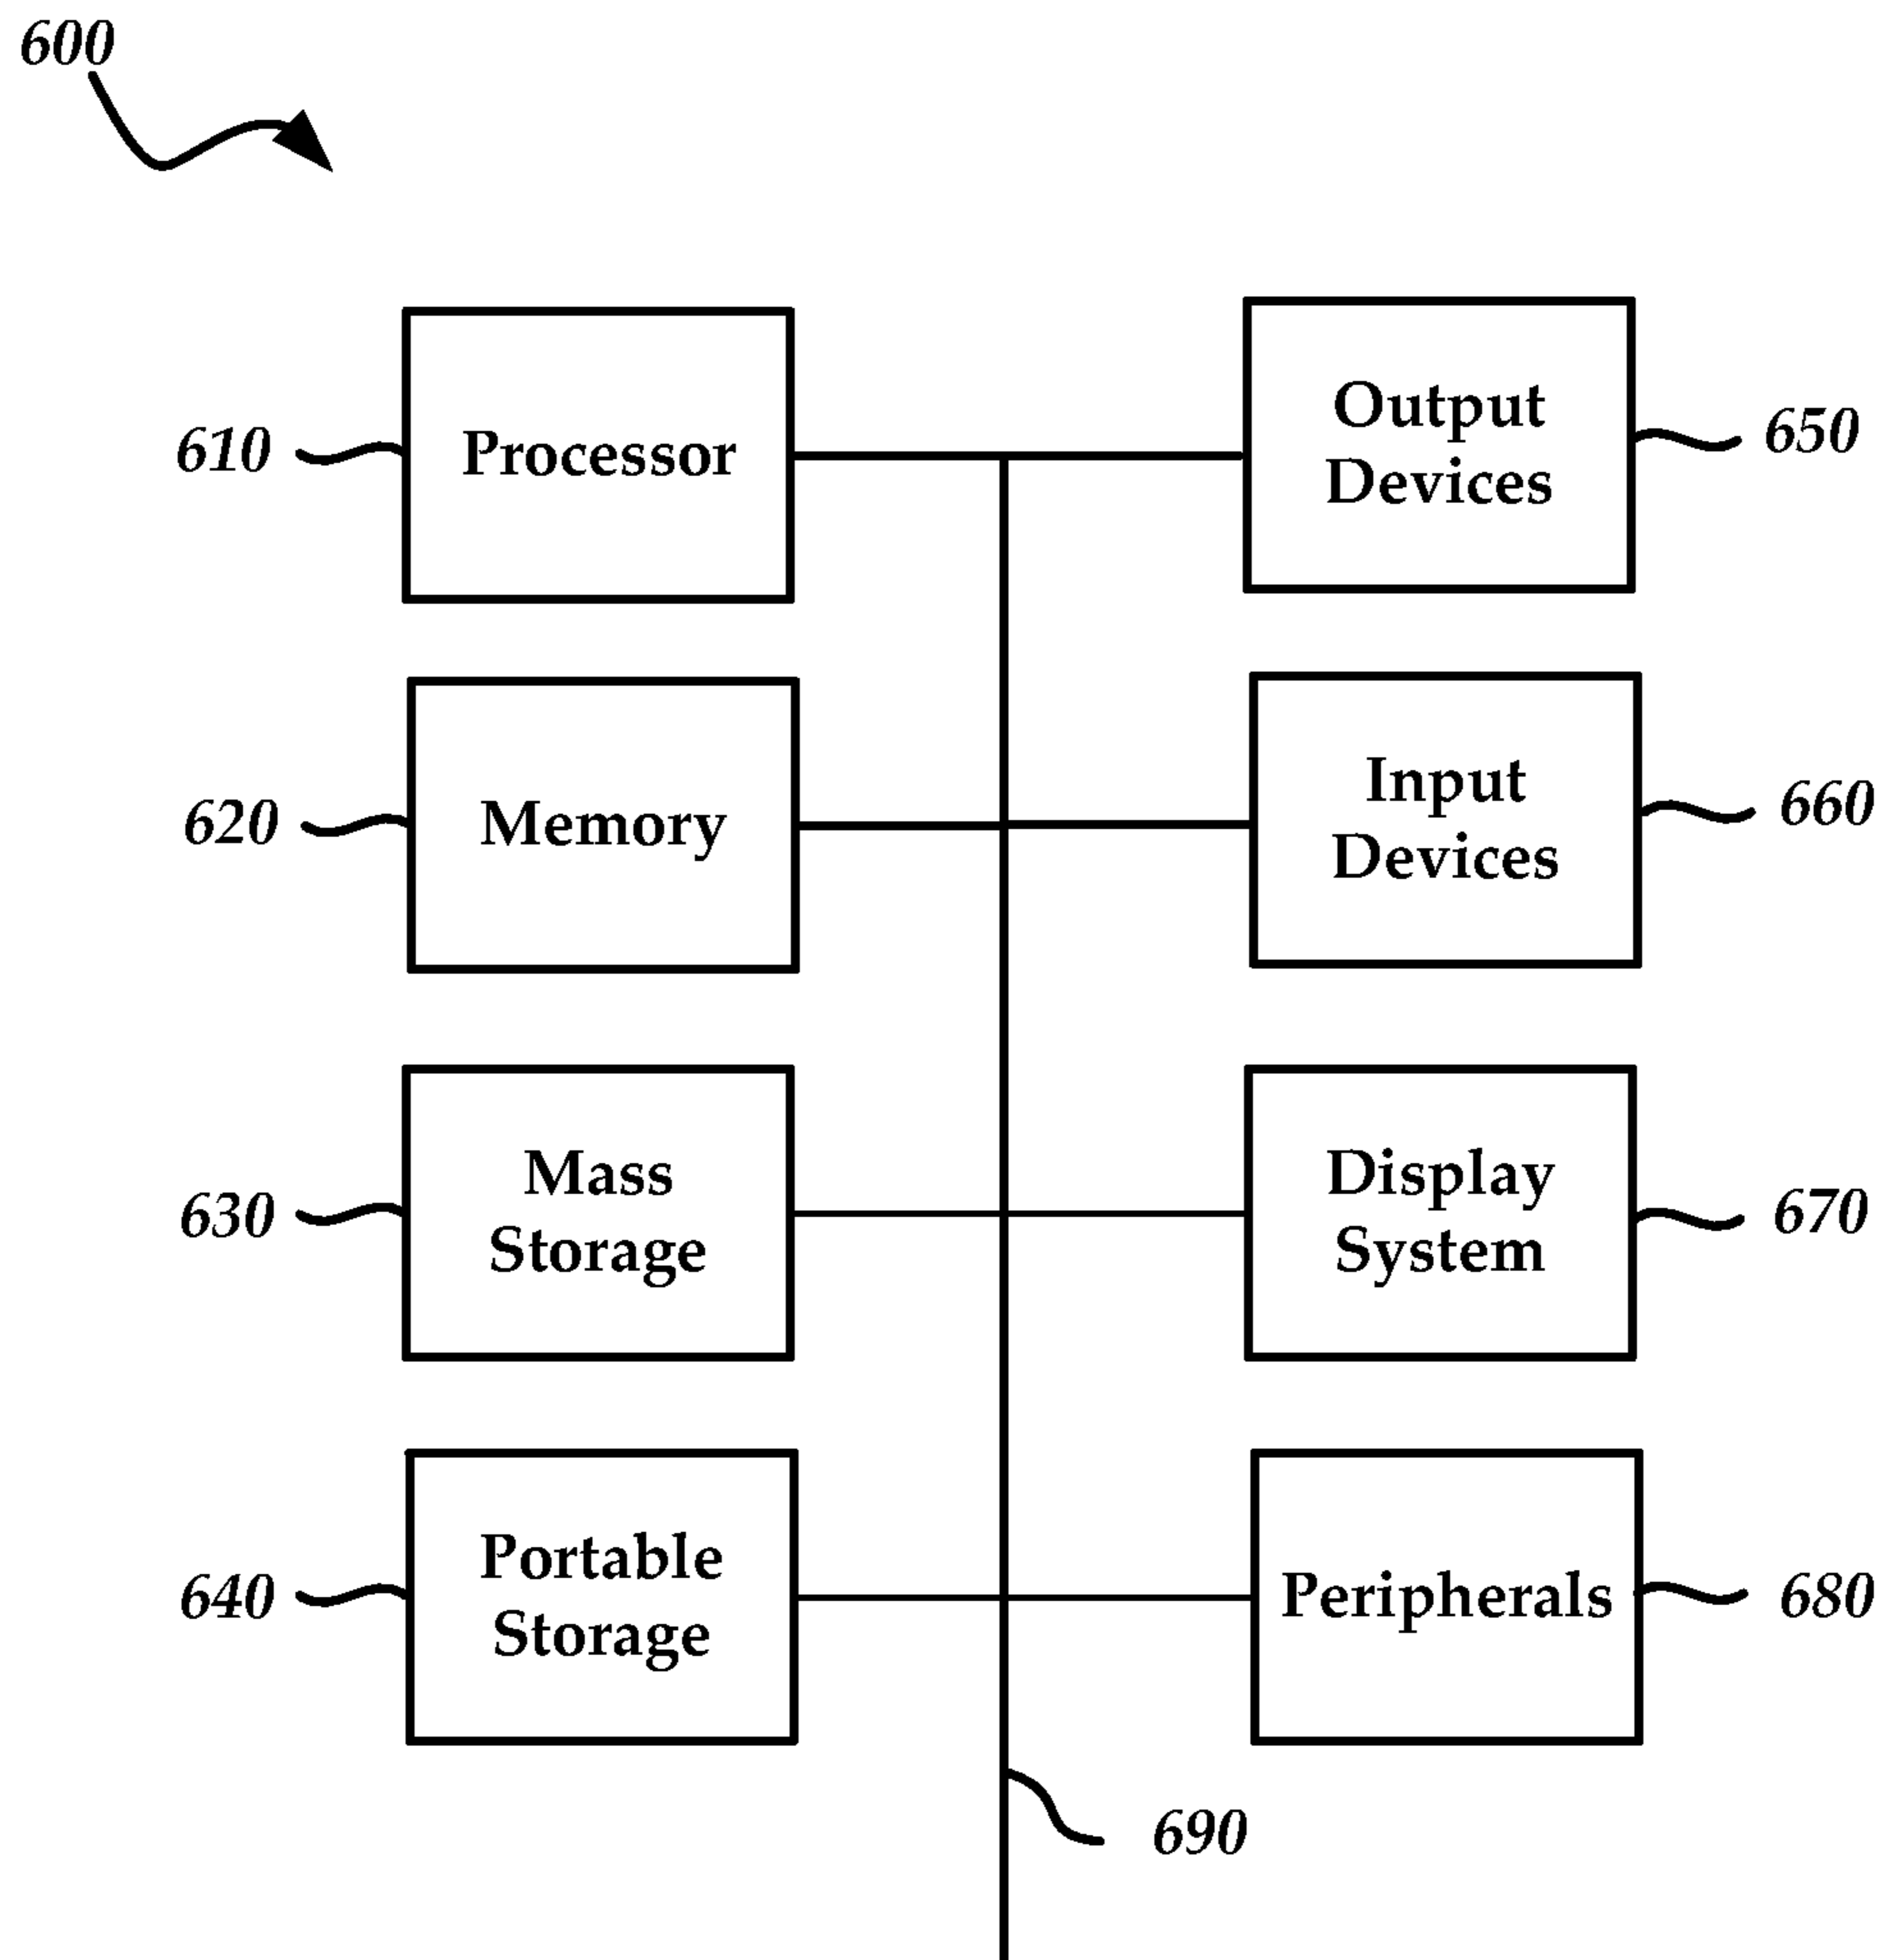 600
610
Processor
Output
Devices
650
620
Memory
Input
Devices
660
630
Mass
Storage
Display
System
670
640
Portable
Storage
Peripherals
680
690